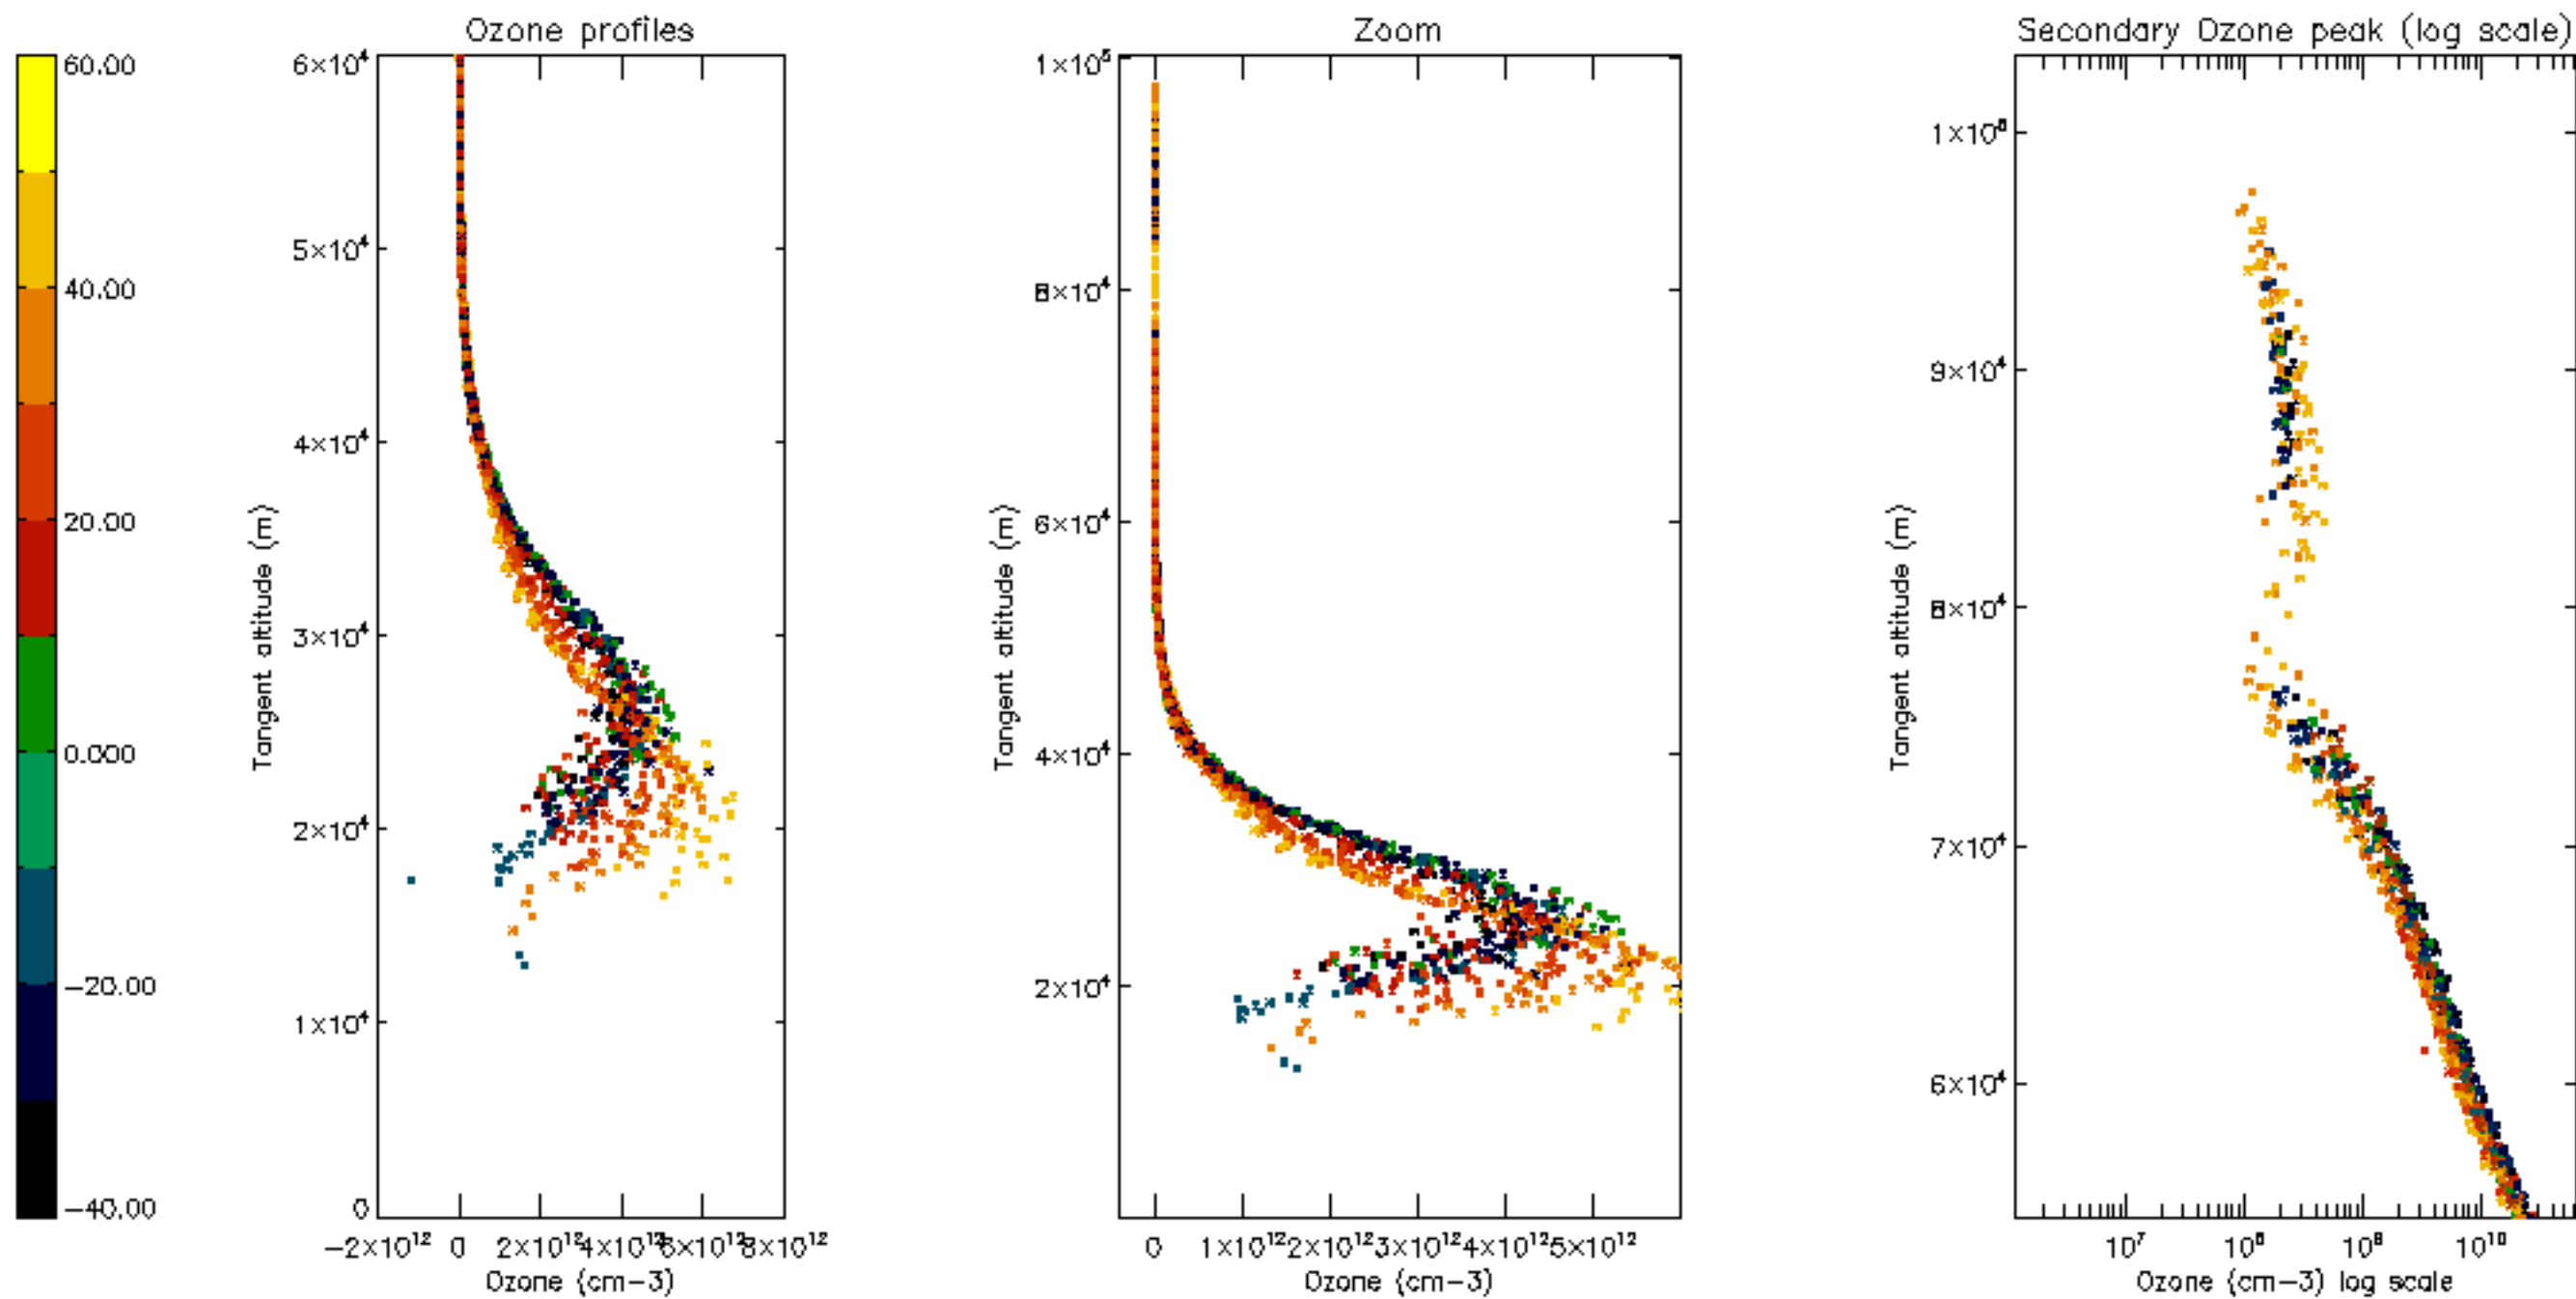 Ozone profiles
Zoom
Secondary Ozone peak (log scale)
60.00
40.00
20.00
0.000
−20.00
−40.00
6×10⁴
5×10⁴
4×10⁴
3×10⁴
2×10⁴
1×10⁴
0
Tangent altitude (m)
−2×10¹² 0 2×10¹² 4×10¹² 6×10¹² 8×10¹²
Ozone (cm−3)
1×10⁵
8×10⁴
6×10⁴
4×10⁴
2×10⁴
Tangent altitude (m)
0 1×10¹² 2×10¹² 3×10¹² 4×10¹² 5×10¹²
Ozone (cm−3)
9×10⁴
8×10⁴
7×10⁴
6×10⁴
Tangent altitude (m)
10⁷ 10⁸ 10⁹ 10¹⁰
Ozone (cm−3) log scale